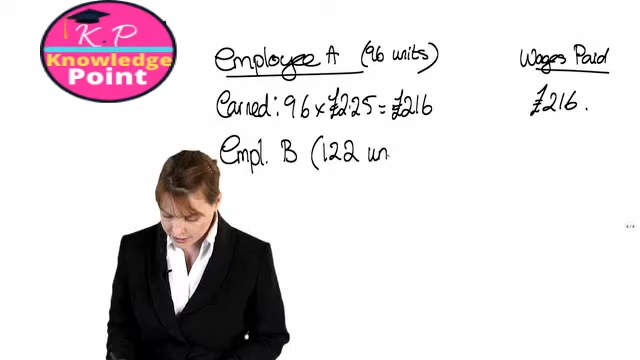 K.P
Knowledge
Point
Employee A (96 units)
Wages Paid
Earned: 96 x £2.25 = £216
£216.
Empl. B (122 un